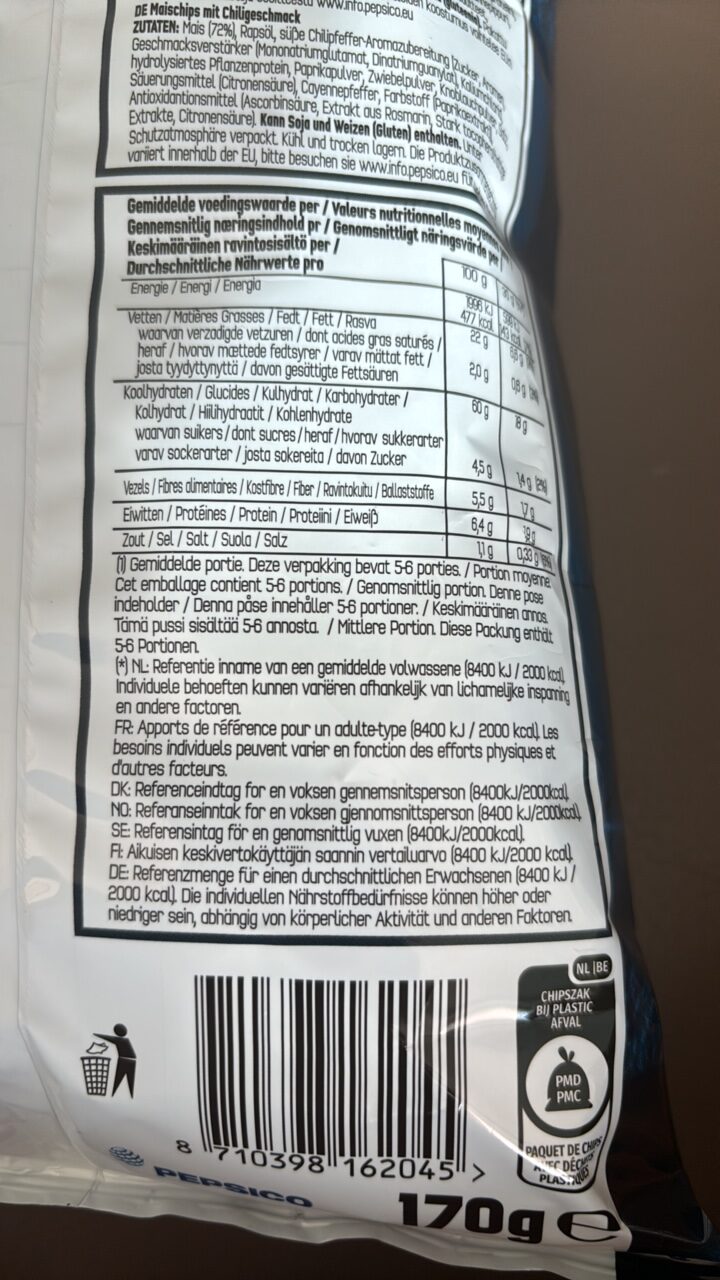 www.info.pepsico.eu
DE Maischips mit Chiligeschmack
ZUTATEN: Mais (72%), Rapsöl, süße Chilipfeffer-Aromazubereitung (Zucker, Aroma,
Geschmacksverstärker (Mononatriumglutamat, Dinatriumguanylat), Kaliumchlorid,
hydrolysiertes Pflanzenprotein, Paprikapulver, Zwiebelpulver, Knoblauchpulver,
Säuerungsmittel (Citronensäure), Cayennepfeffer, Farbstoff (Paprikaextrakt),
Antioxidantionsmittel (Ascorbinsäure, Extrakt aus Rosmarin, Stark
Extrakte, Citronensäure). Kann Soja und Weizen (Gluten) enthalten. Unter
Schutzatmosphäre verpackt. Kühl und trocken lagern. Die
variiert innerhalb der EU, bitte besuchen sie www.info.pepsico.eu
Gemiddelde voedingswaarde per / Valeurs nutritionnelles
Gennemsnitlig næringsindhold pr / Genomsnittligt näringsvärde per /
Keskimääräinen ravintosisältö per /
Durchschnittliche Nährwerte pro 100 g
Energie / Energi / Energia 1996 kJ
477 kcal
Vetten / Matières Grasses / Fedt / Fett / Rasva 22 g
waarvan verzadigde vetzuren / dont acides gras saturés /
heraf / hvorav mættede fedtsyrer / varav mättat fett /
josta tyydyttynyttä / davon gesättigte Fettsäuren 2,0 g
Koolhydraten / Glucides / Kulhydrat / Karbohydrater /
Kolhydrat / Hiilihydraatit / Kohlenhydrate 60 g 18 g
waarvan suikers / dont sucres / heraf / hvorav sukkerarter
varav sockerarter / josta sokereita / davon Zucker 4,5 g 1,4 g (2%)
Vezels / Fibres alimentaires / Kostfibre / Fiber / Ravintokuitu / Ballaststoffe 5,5 g 1,7 g
Eiwitten / Protéines / Protein / Proteiini / Eiweiß 6,4 g 1,9 g
Zout / Sel / Salt / Suola / Salz 1,1 g 0,33 g
(1) Gemiddelde portie. Deze verpakking bevat 5-6 porties. / Portion moyenne.
Cet emballage contient 5-6 portions. / Genomsnittlig portion. Denne pose
indeholder / Denna påse innehåller 5-6 portioner. / Keskimääräinen annos.
Tämä pussi sisältää 5-6 annosta. / Mittlere Portion. Diese Packung enthält
5-6 Portionen.
(*) NL: Referentie inname van een gemiddelde volwassene (8400 kJ / 2000 kcal).
Individuele behoeften kunnen variëren afhankelijk van lichamelijke inspanning
en andere factoren.
FR: Apports de référence pour un adulte-type (8400 kJ / 2000 kcal). Les
besoins individuels peuvent varier en fonction des efforts physiques et
d'autres facteurs.
DK: Referenceindtag for en voksen gennemsnitsperson (8400kJ/2000kcal).
NO: Referanseinntak for en voksen gjennomsnittsperson (8400 kJ/2000kcal).
SE: Referensintag för en genomsnittlig vuxen (8400kJ/2000kcal).
FI: Aikuisen keskivertokäyttäjän saannin vertailuarvo (8400 kJ/2000 kcal).
DE: Referenzmenge für einen durchschnittlichen Erwachsenen (8400 kJ /
2000 kcal). Die individuellen Nährstoffbedürfnisse können höher oder
niedriger sein, abhängig von körperlicher Aktivität und anderen Faktoren.
NL | BE
CHIPSZAK
BIJ PLASTIC
AFVAL
PMD
PMC
PAQUET DE CHIPS
AVEC DÉCHETS
PLASTIQUES
8 710398 162045 >
PEPSICO
170g e